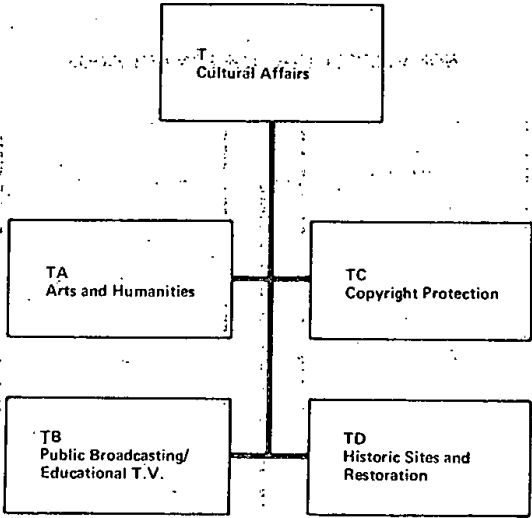 T
Cultural Affairs
TA
Arts and Humanities
TC
Copyright Protection
TB
Public Broadcasting/
Educational T.V.
TD
Historic Sites and
Restoration